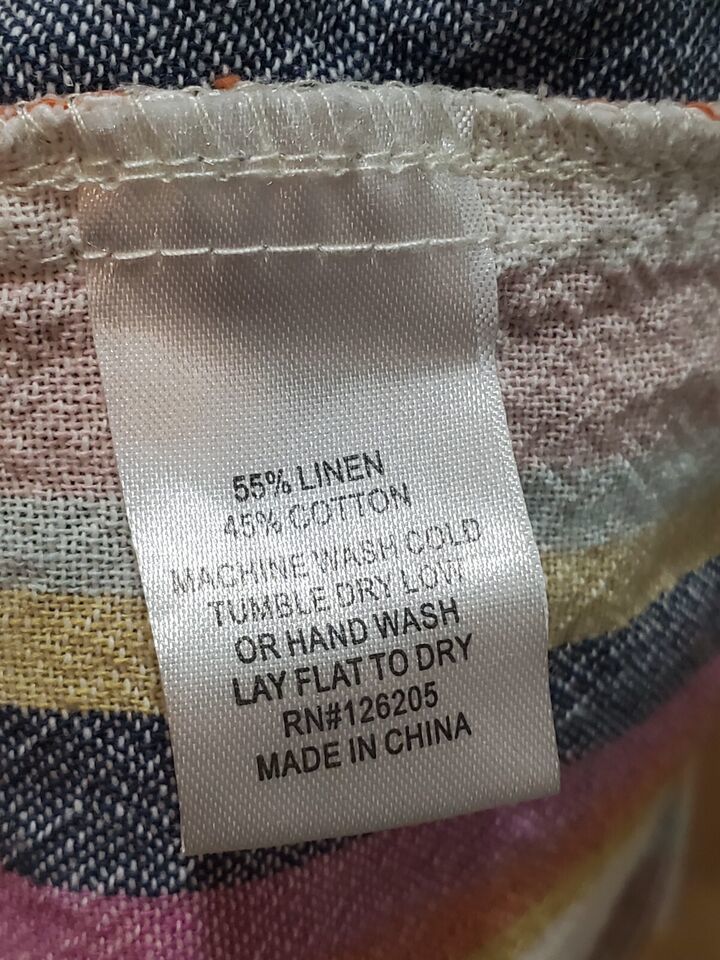 55% LINEN
45% COTTON
MACHINE WASH COLD
TUMBLE DRY LOW
OR HAND WASH
LAY FLAT TO DRY
RN#126205
MADE IN CHINA